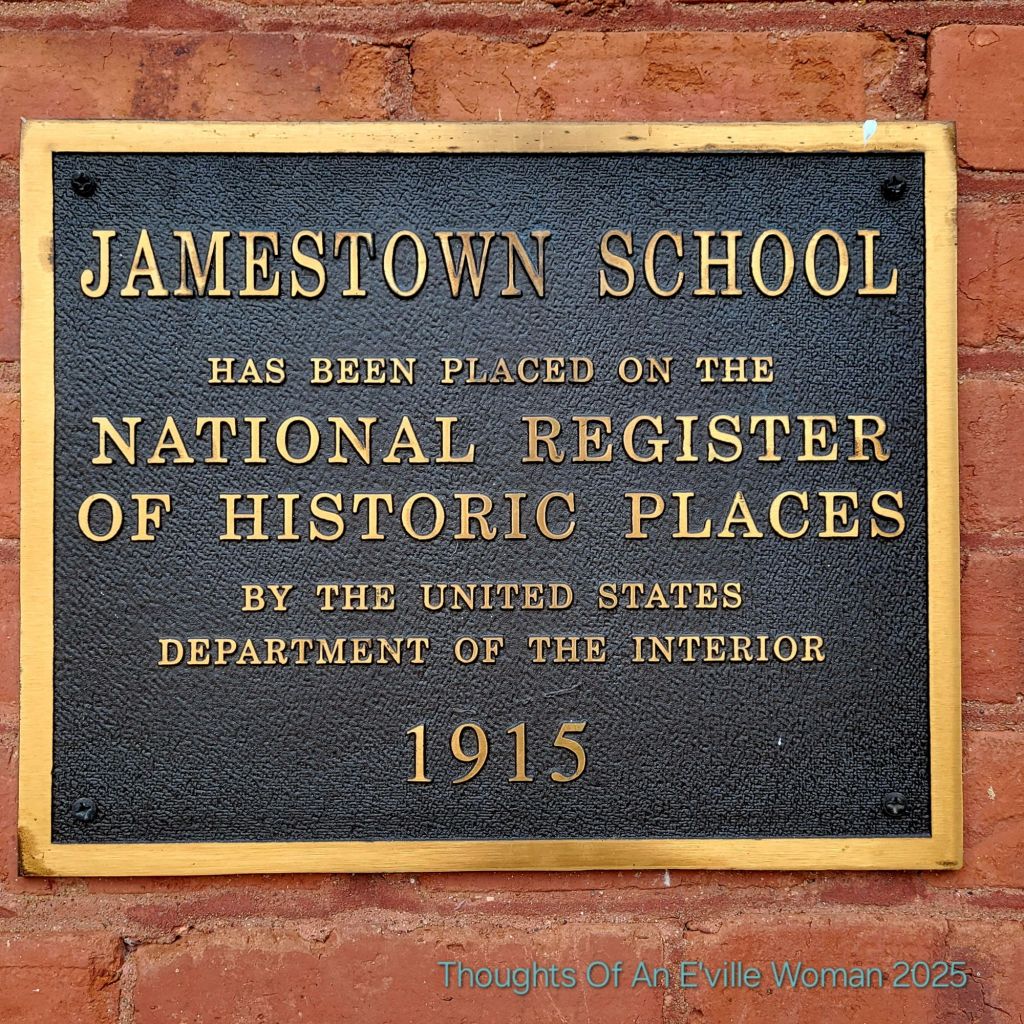 JAMESTOWN SCHOOL
HAS BEEN PLACED ON THE
NATIONAL REGISTER
OF HISTORIC PLACES
BY THE UNITED STATES
DEPARTMENT OF THE INTERIOR
1915
Thoughts Of An E'ville Woman 2025